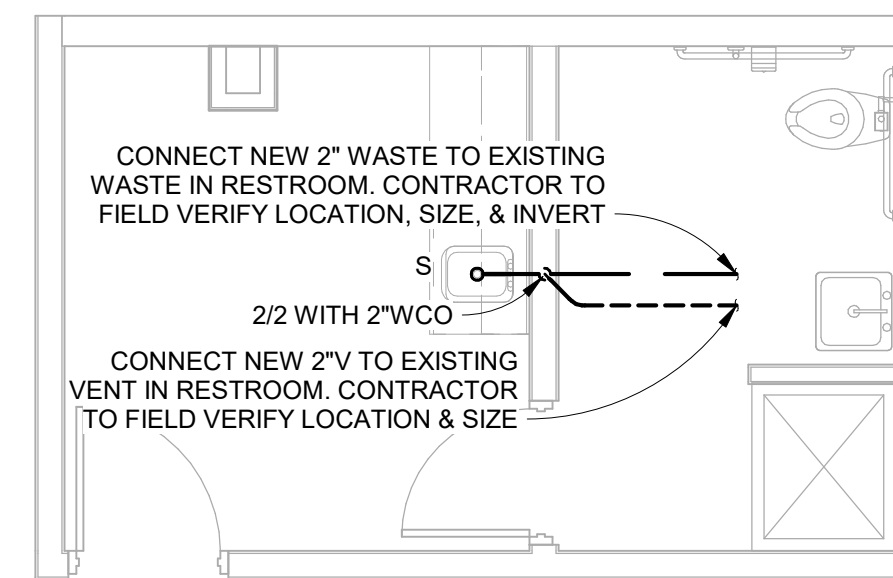 CONNECT NEW 2" WASTE TO EXISTING
WASTE IN RESTROOM. CONTRACTOR TO
FIELD VERIFY LOCATION, SIZE, & INVERT
S
2/2 WITH 2"WCO
CONNECT NEW 2"V TO EXISTING
VENT IN RESTROOM. CONTRACTOR
TO FIELD VERIFY LOCATION & SIZE